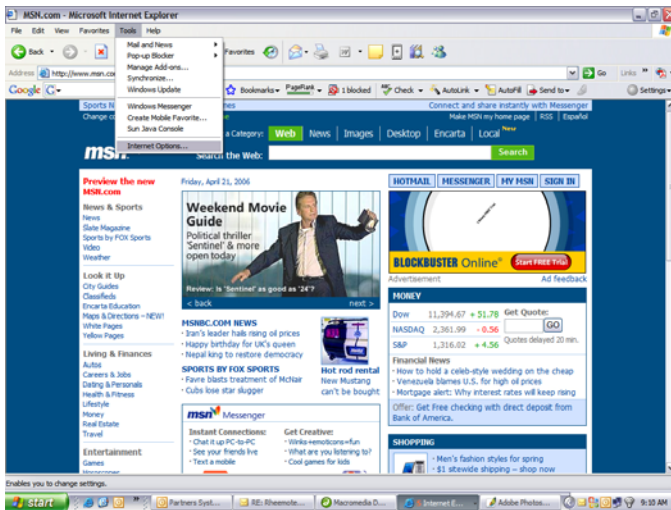 MSN.com - Microsoft Internet Explorer
File Edit View Favorites Tools Help
Back
Favorites
Mail and News
Pop-up Blocker
Manage Add-ons...
Synchronize...
Windows Update
Windows Messenger
Create Mobile Favorite...
Sun Java Console
Internet Options...
Address http://www.msn.co
Go Links »
Google G Bookmarks PageRank 1 blocked Check AutoLink AutoFill Send to Settings
Sports N
Connect and share instantly with Messenger
Change co
Make MSN my home page | RSS | Español
a Category: Web News Images Desktop Encarta Local New
msn
Search the Web: Search
Preview the new
MSN.com
News & Sports
News
Slate Magazine
Sports by FOX Sports
Video
Weather
Look it Up
City Guides
Classifieds
Encarta Education
Maps & Directions – NEW!
White Pages
Yellow Pages
Living & Finances
Autos
Careers & Jobs
Dating & Personals
Health & Fitness
Lifestyle
Money
Real Estate
Travel
Entertainment
Games
Horoscopes
Friday, April 21, 2006
Weekend Movie
Guide
Political thriller
'Sentinel' & more
open today
Review: Is 'Sentinel' as good as '24'?
< back next >
MSNBC.COM NEWS
· Iran's leader hails rising oil prices
· Happy birthday for UK's queen
· Nepal king to restore democracy
SPORTS BY FOX SPORTS
· Favre blasts treatment of McNair
· Cubs lose star slugger
Hot rod rental
New Mustang
can't be bought
msn Messenger
Instant Connections:
· Chat it up PC-to-PC
· See your friends live
· Text a mobile
Get Creative:
· Winks+emoticons=fun
· What are you listening to?
· Cool games for kids
HOTMAIL MESSENGER MY MSN SIGN IN
BLOCKBUSTER Online® Start FREE Trial
Advertisement Ad feedback
MONEY
Dow 11,394.67 + 51.78
NASDAQ 2,361.99 - 0.56
S&P 1,316.02 + 4.56
Get Quote:
GO
Quotes delayed 20 min.
Financial News
· How to hold a celeb-style wedding on the cheap
· Venezuela blames U.S. for high oil prices
· Mortgage alert: Why interest rates will keep rising
Offer: Get Free checking with direct deposit from
Bank of America.
SHOPPING
· Men's fashion styles for spring
· $1 sitewide shipping – shop now
Enables you to change settings.
start
Partners Syst...
RE: Rheemote...
Macromedia D...
Internet E...
Adobe Photos...
9:10 AM